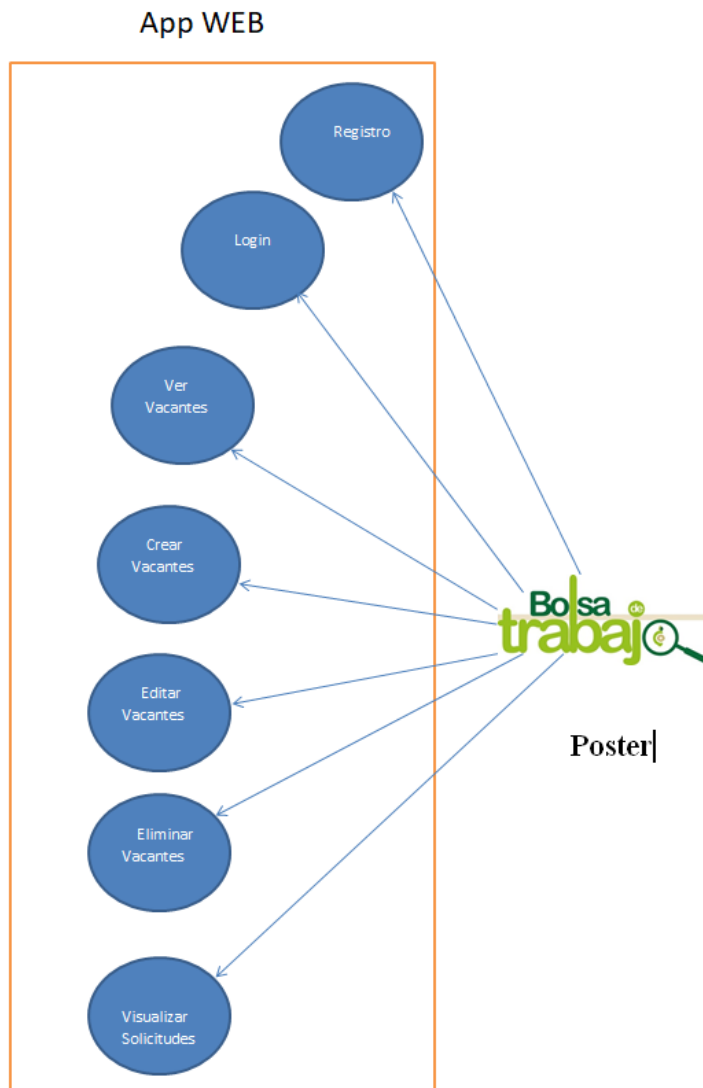 App WEB
Registro
Login
Ver
Vacantes
Crear
Vacantes
Bolsa de
trabajo
Editar
Vacantes
Poster
Eliminar
Vacantes
Visualizar
Solicitudes